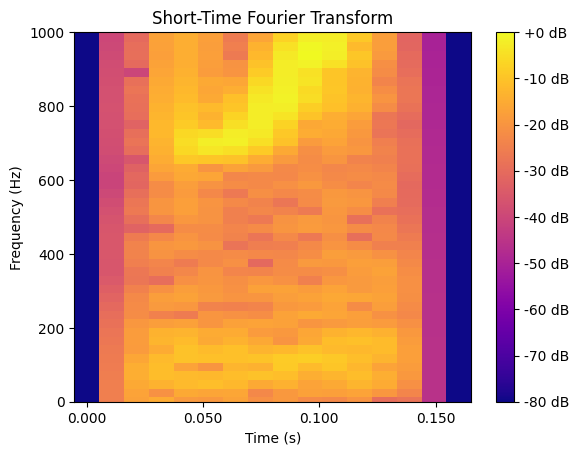 Short-Time Fourier Transform
1000
800
600
400
200
0
Frequency (Hz)
0.000
0.050
0.100
0.150
Time (s)
+0 dB
-10 dB
-20 dB
-30 dB
-40 dB
-50 dB
-60 dB
-70 dB
-80 dB